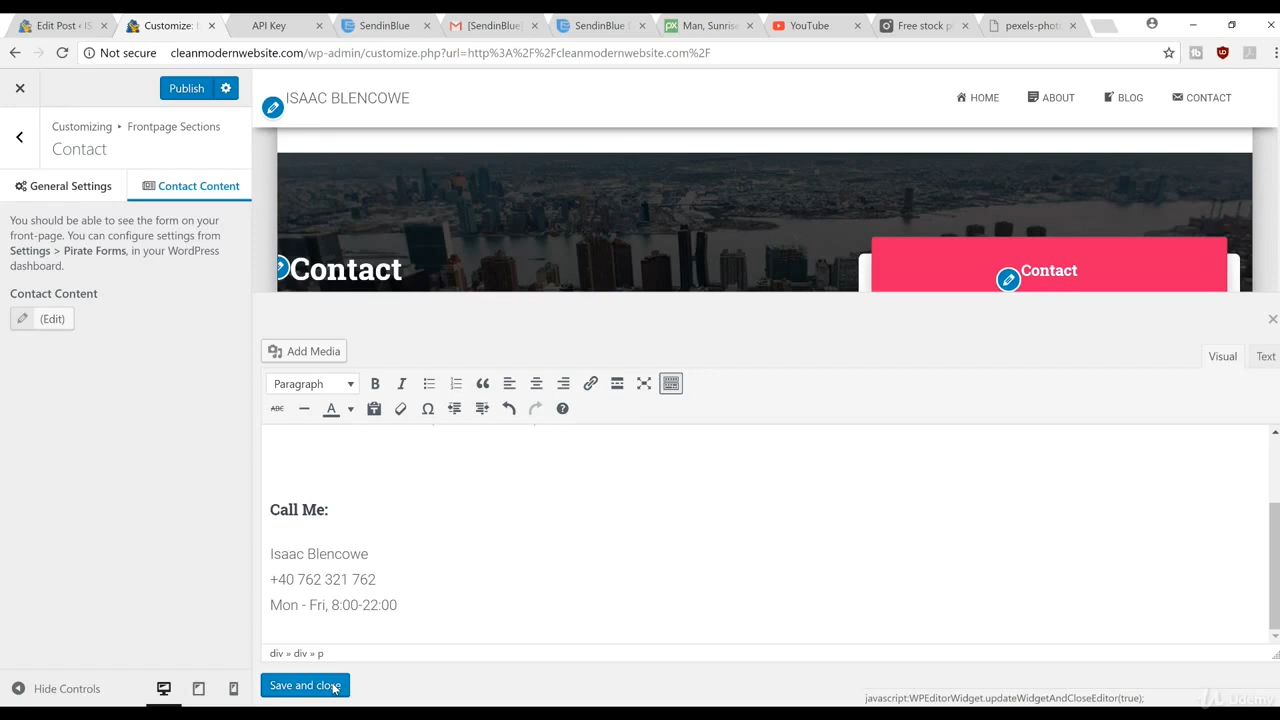 Edit Post ‹ IS
Customize: I
API Key
SendinBlue
[SendinBlue]
SendinBlue
Man, Sunrise
YouTube
Free stock p
pexels-photo
Not secure
cleanmodernwebsite.com/wp-admin/customize.php?url=http%3A%2F%2Fcleanmodernwebsite.com%2F
Publish
ISAAC BLENCOWE
HOME
ABOUT
BLOG
CONTACT
Customizing ▸ Frontpage Sections
Contact
General Settings
Contact Content
You should be able to see the form on your
front-page. You can configure settings from
Settings > Pirate Forms, in your WordPress
dashboard.
Contact Content
(Edit)
Contact
Contact
Add Media
Visual
Text
Paragraph
B
I
ABC
A
Ω
Call Me:
Isaac Blencowe
+40 762 321 762
Mon - Fri, 8:00-22:00
div » div » p
Hide Controls
Save and close
javascript:WPEditorWidget.updateWidgetAndCloseEditor(true);
Udemy